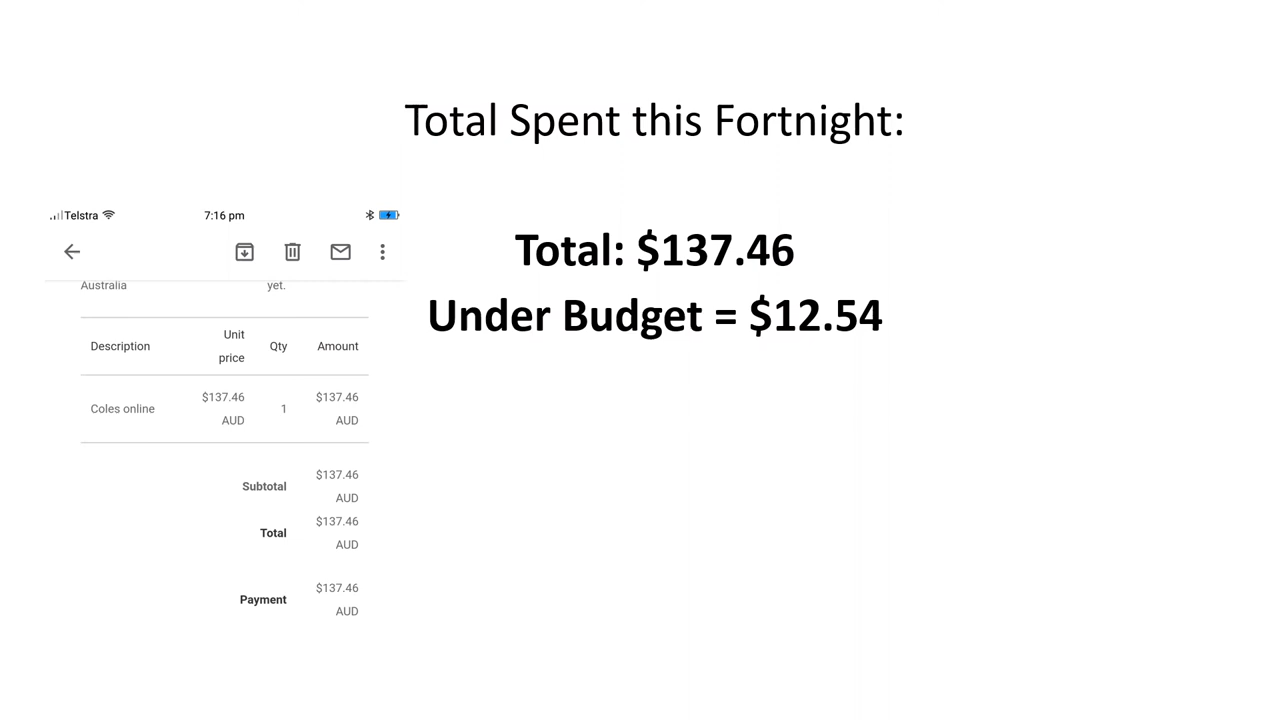 Total Spent this Fortnight:
Telstra 7:16 pm
Total: $137.46
Under Budget = $12.54
Australia yet.
Description Unit price Qty Amount
Coles online $137.46 AUD 1 $137.46 AUD
Subtotal $137.46 AUD
Total $137.46 AUD
Payment $137.46 AUD